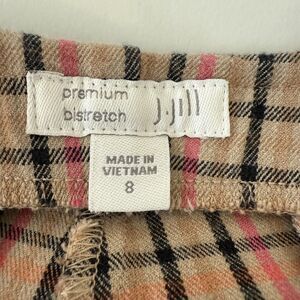 premium
bistretch
J.Jill
MADE IN
VIETNAM
8